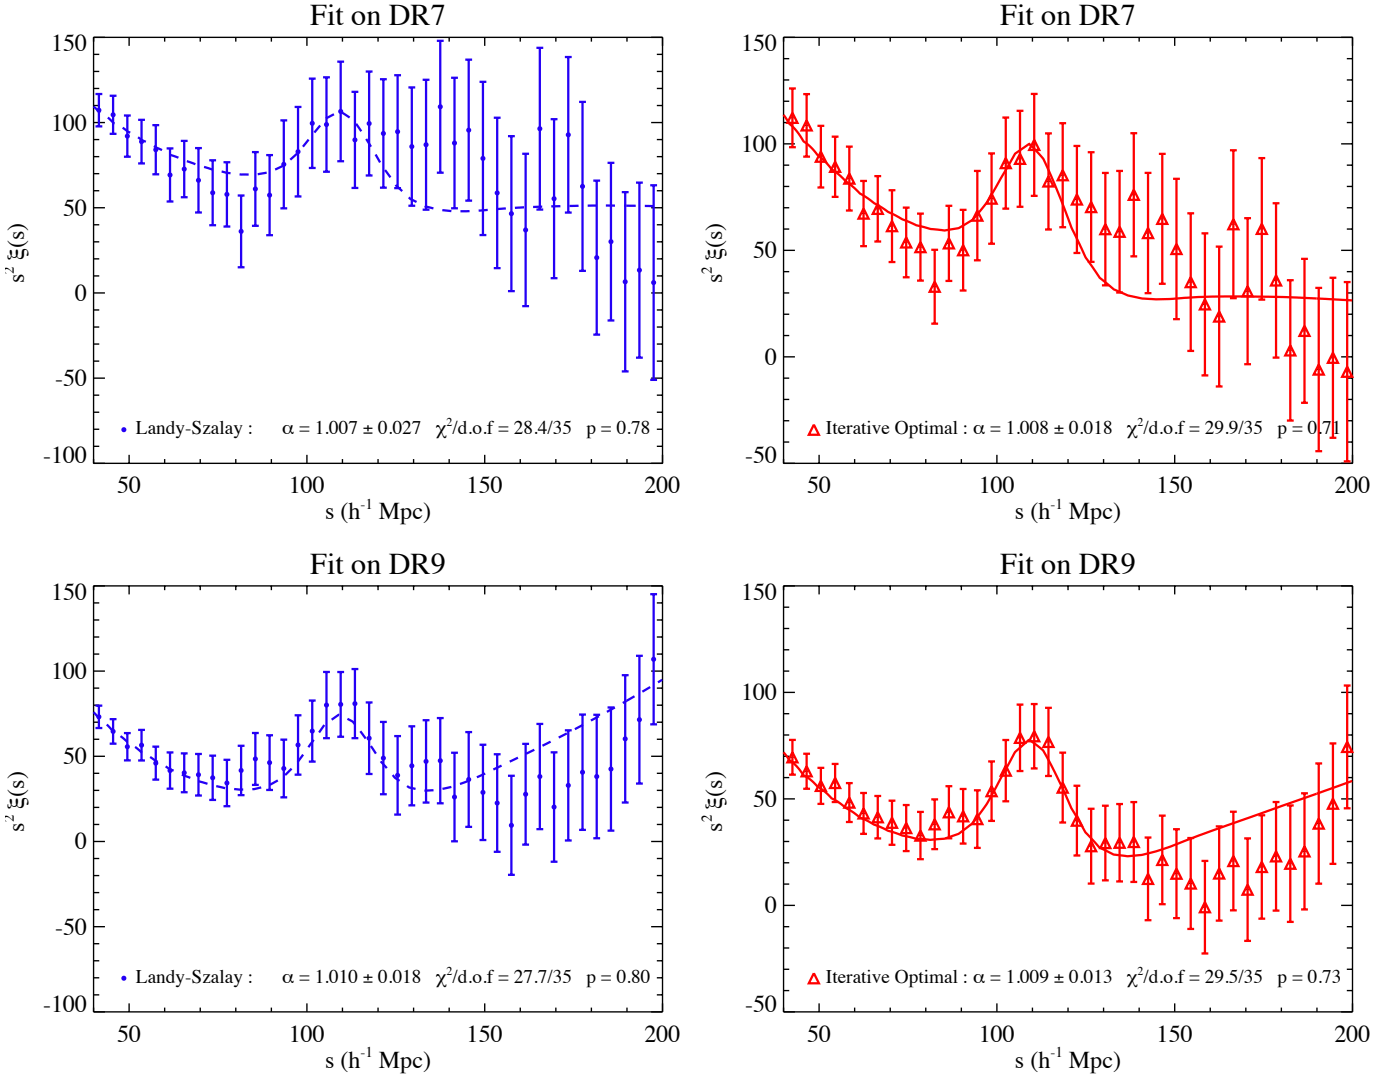 Fit on DR7
150
100
50
0
-50
-100
s² ξ(s)
Landy-Szalay : α = 1.007 ± 0.027 χ²/d.o.f = 28.4/35 p = 0.78
50 100 150 200
s (h⁻¹ Mpc)
Fit on DR7
150
100
50
0
-50
s² ξ(s)
Iterative Optimal : α = 1.008 ± 0.018 χ²/d.o.f = 29.9/35 p = 0.71
50 100 150 200
s (h⁻¹ Mpc)
Fit on DR9
150
100
50
0
-50
-100
s² ξ(s)
Landy-Szalay : α = 1.010 ± 0.018 χ²/d.o.f = 27.7/35 p = 0.80
50 100 150 200
s (h⁻¹ Mpc)
Fit on DR9
150
100
50
0
-50
s² ξ(s)
Iterative Optimal : α = 1.009 ± 0.013 χ²/d.o.f = 29.5/35 p = 0.73
50 100 150 200
s (h⁻¹ Mpc)